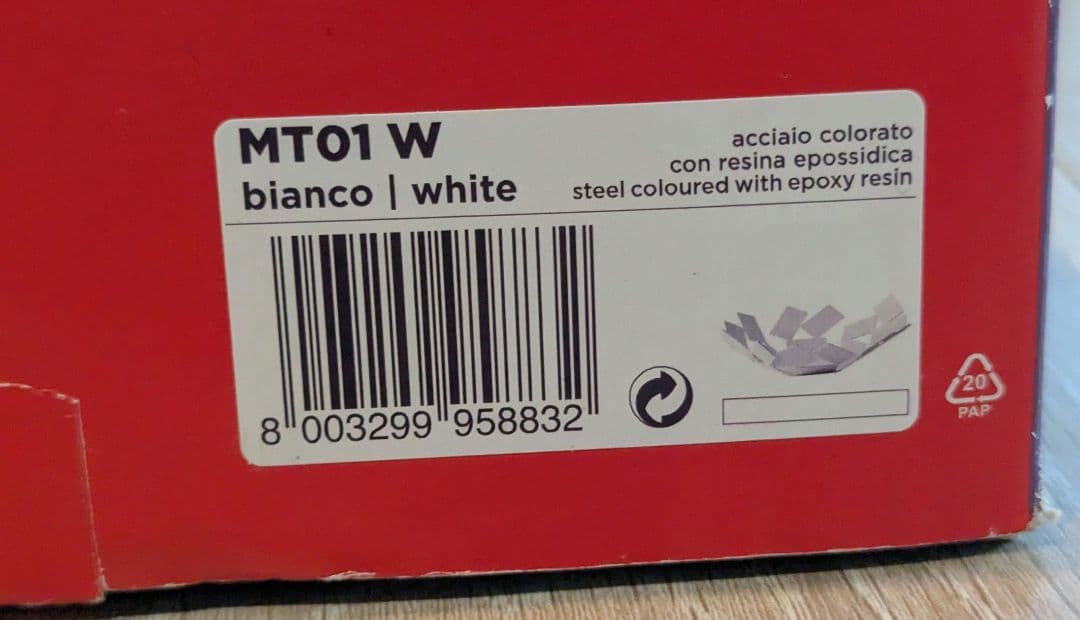 MT01 W
bianco | white
acciaio colorato
con resina epossidica
steel coloured with epoxy resin
8 003299 958832
20
PAP